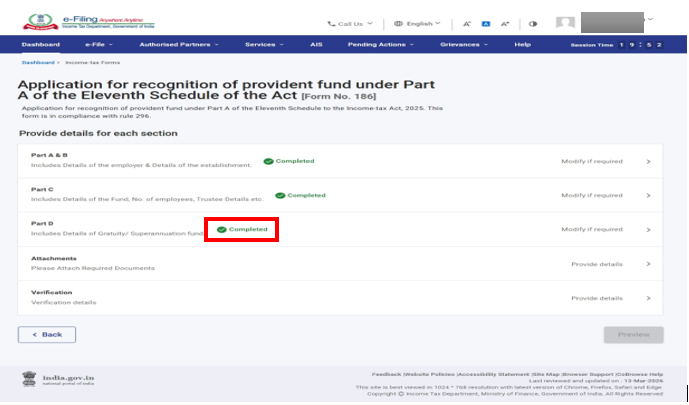 e-Filing Anywhere Anytime
Income Tax Department, Government of India
Call Us
English
A-
A
A+
Dashboard
e-File
Authorised Partners
Services
AIS
Pending Actions
Grievances
Help
Session Time 1 9 : 5 2
Dashboard > Income-tax Forms
Application for recognition of provident fund under Part
A of the Eleventh Schedule of the Act [Form No. 186]
Application for recognition of provident fund under Part A of the Eleventh Schedule to the Income-tax Act, 2025. This
form is in compliance with rule 296.
Provide details for each section
Part A & B
Includes Details of the employer & Details of the establishment.
Completed
Modify if required >
Part C
Includes Details of the Fund, No. of employees, Trustee Details etc.
Completed
Modify if required >
Part D
Includes Details of Gratuity/ Superannuation fund
Completed
Modify if required >
Attachments
Please Attach Required Documents
Provide details >
Verification
Verification details
Provide details >
< Back
Preview
India.gov.in
national portal of india
Feedback |Website Policies |Accessibility Statement |Site Map |Browser Support |CoBrowse Help
Last reviewed and updated on : 13-Mar-2026
This site is best viewed in 1024 * 768 resolution with latest version of Chrome, Firefox, Safari and Edge.
Copyright © Income Tax Department, Ministry of Finance, Government of India. All Rights Reserved